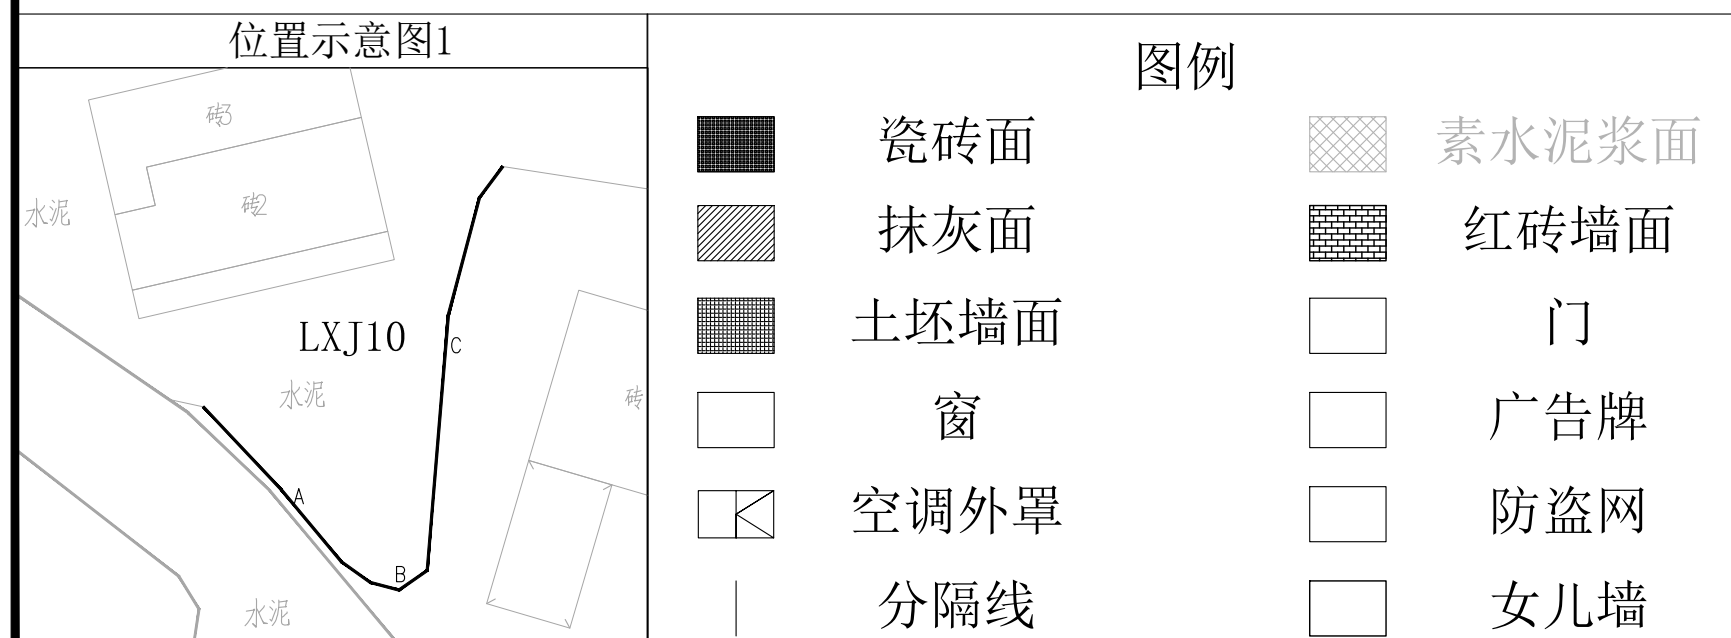 位置示意图1
砖3
砖2
水泥
LXJ10
C
水泥
砖
A
B
水泥
图例
瓷砖面
素水泥浆面
抹灰面
红砖墙面
土坯墙面
门
窗
广告牌
空调外罩
防盗网
分隔线
女儿墙